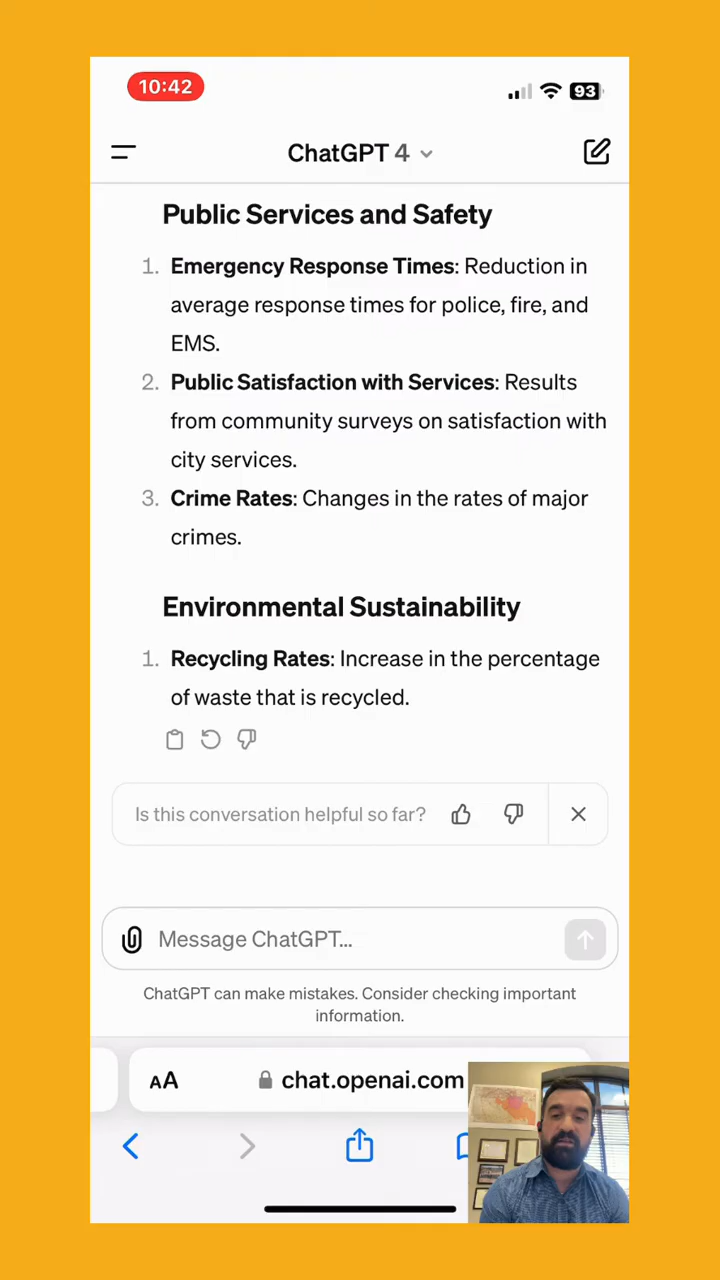 10:42
93
ChatGPT 4
Public Services and Safety
1. Emergency Response Times: Reduction in
average response times for police, fire, and
EMS.
2. Public Satisfaction with Services: Results
from community surveys on satisfaction with
city services.
3. Crime Rates: Changes in the rates of major
crimes.
Environmental Sustainability
1. Recycling Rates: Increase in the percentage
of waste that is recycled.
Is this conversation helpful so far?
Message ChatGPT...
ChatGPT can make mistakes. Consider checking important
information.
AA
chat.openai.com